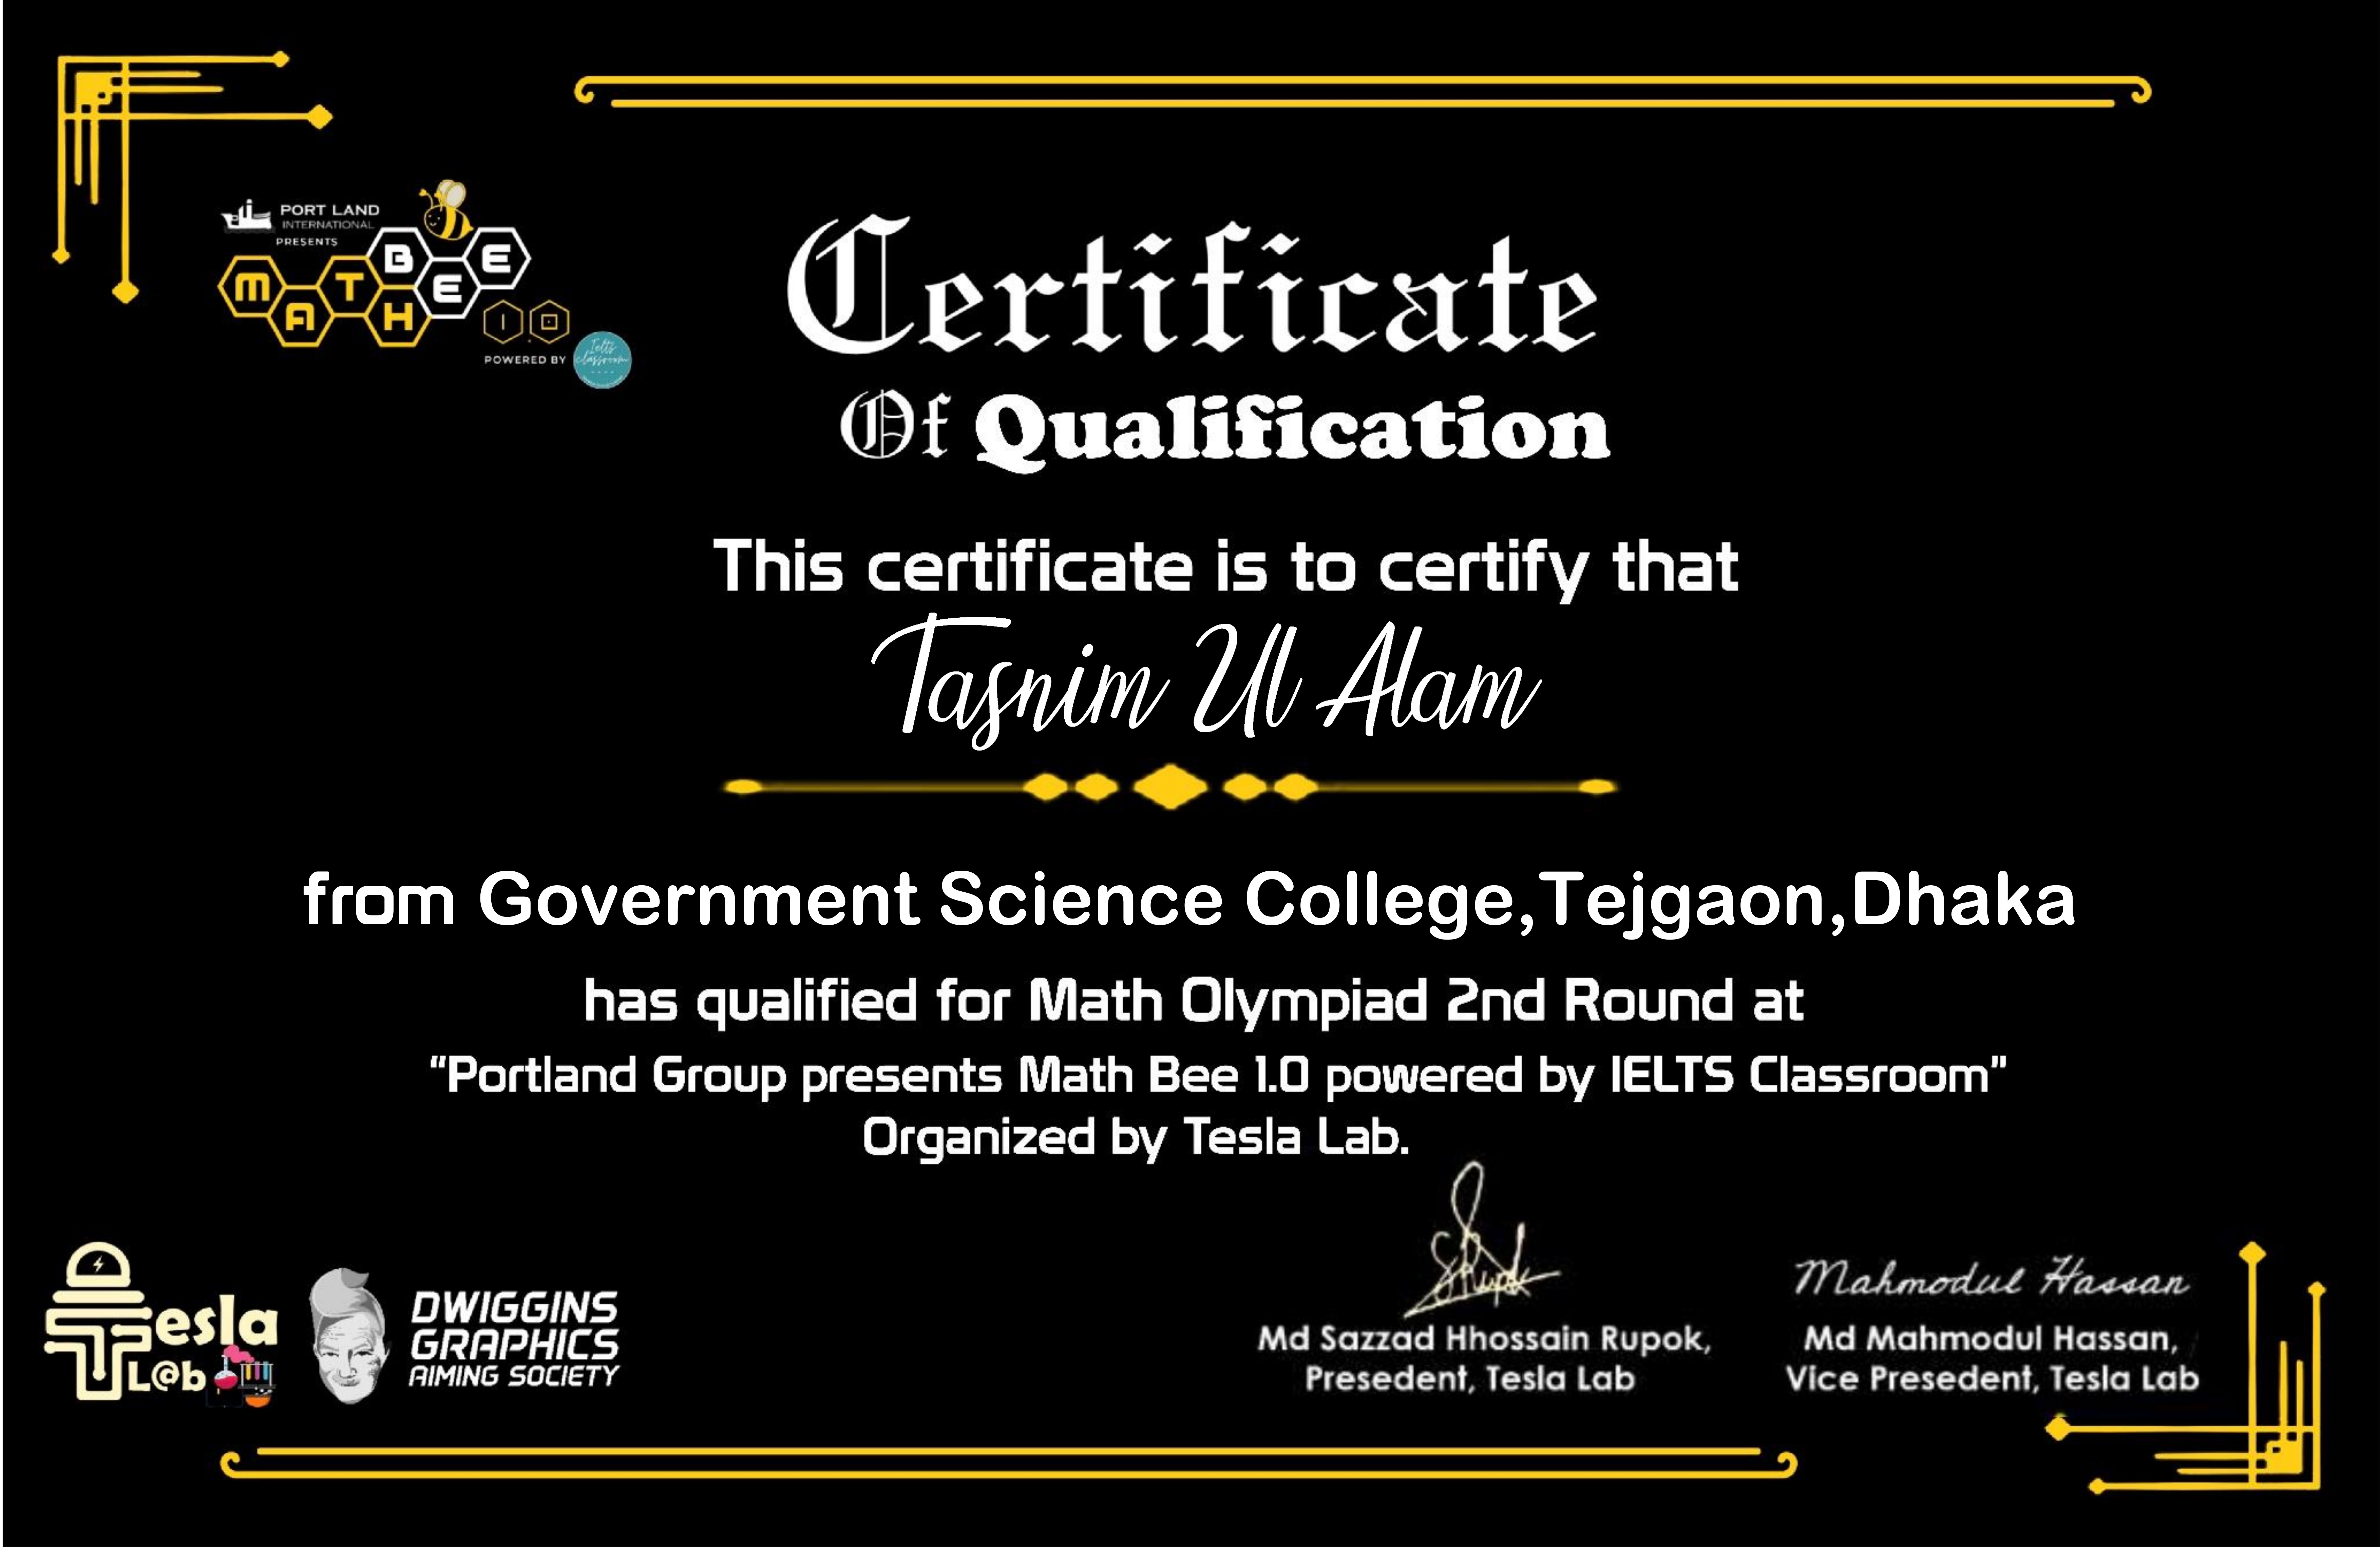 PORT LAND
INTERNATIONAL
PRESENTS
MATH BEE
1.0
POWERED BY
Ielts
classroom
Certificate
Of Qualification
This certificate is to certify that
Tasnim Ul Alam
from Government Science College,Tejgaon,Dhaka
has qualified for Math Olympiad 2nd Round at
“Portland Group presents Math Bee 1.0 powered by IELTS Classroom”
Organized by Tesla Lab.
Tesla
L@b
DWIGGINS
GRAPHICS
AIMING SOCIETY
Md Sazzad Hhossain Rupok,
Presedent, Tesla Lab
Mahmodul Hassan
Md Mahmodul Hassan,
Vice Presedent, Tesla Lab